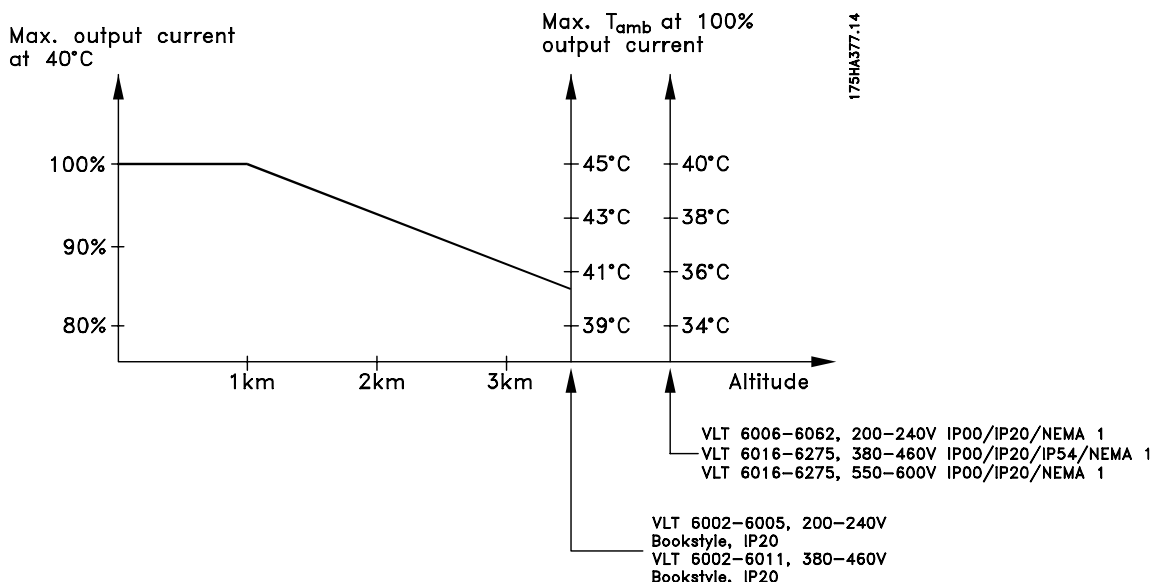 Max. output current
at 40°C
Max. Tamb at 100%
output current
175HA377.14
100%
90%
80%
45°C
43°C
41°C
39°C
40°C
38°C
36°C
34°C
1km
2km
3km
Altitude
VLT 6006-6062, 200-240V IP00/IP20/NEMA 1
VLT 6016-6275, 380-460V IP00/IP20/IP54/NEMA 1
VLT 6016-6275, 550-600V IP00/IP20/NEMA 1
VLT 6002-6005, 200-240V
Bookstyle, IP20
VLT 6002-6011, 380-460V
Bookstyle, IP20